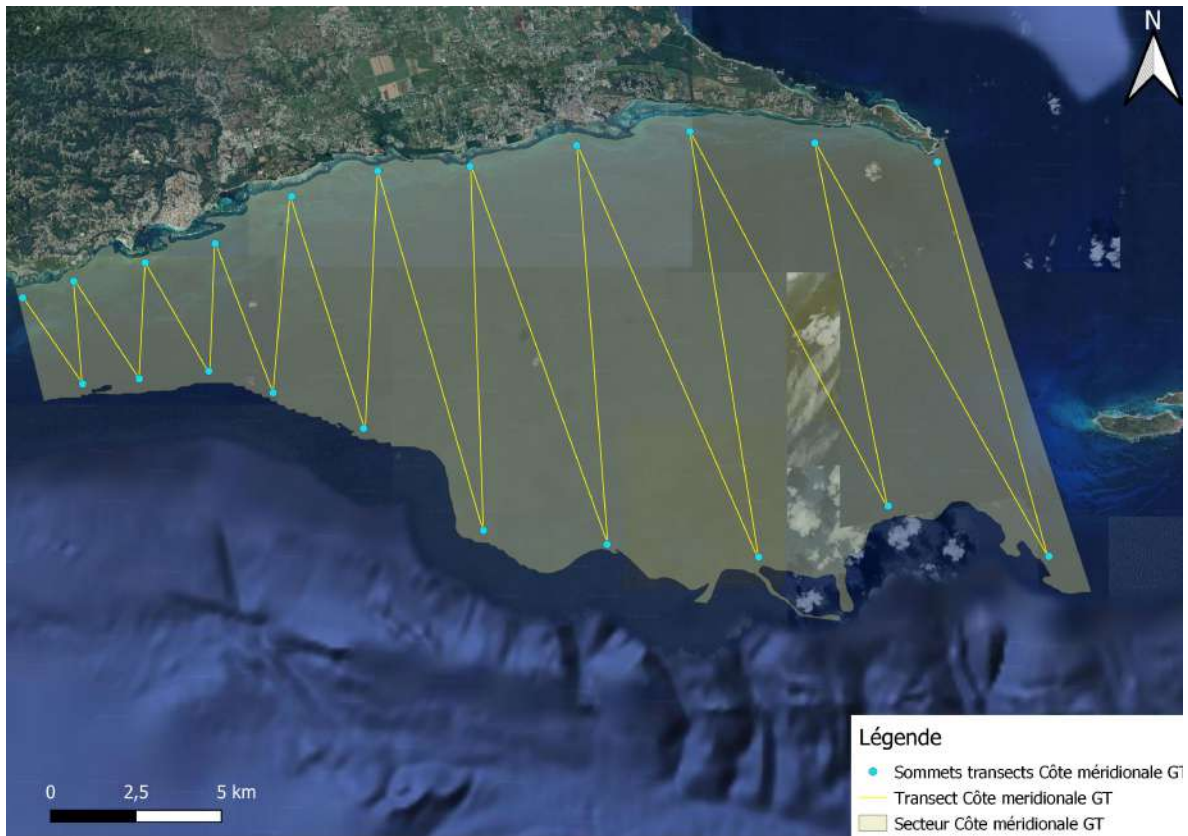 N
Légende
Sommets transects Côte méridionale GT
Transect Côte meridionale GT
Secteur Côte méridionale GT
0 2,5 5 km